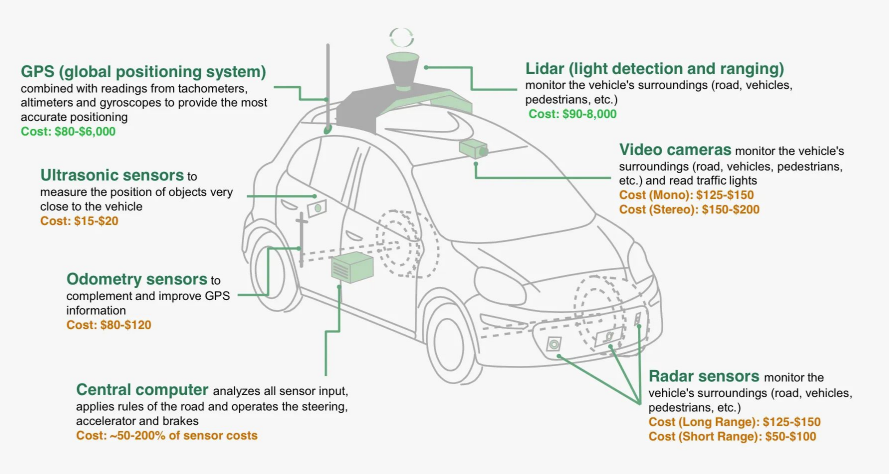 GPS (global positioning system)
combined with readings from tachometers,
altimeters and gyroscopes to provide the most
accurate positioning
Cost: $80-$6,000
Lidar (light detection and ranging)
monitor the vehicle's surroundings (road, vehicles,
pedestrians, etc.)
Cost: $90-8,000
Ultrasonic sensors to
measure the position of objects very
close to the vehicle
Cost: $15-$20
Video cameras monitor the vehicle's
surroundings (road, vehicles, pedestrians,
etc.) and read traffic lights
Cost (Mono): $125-$150
Cost (Stereo): $150-$200
Odometry sensors to
complement and improve GPS
information
Cost: $80-$120
Central computer analyzes all sensor input,
applies rules of the road and operates the steering,
accelerator and brakes
Cost: ~50-200% of sensor costs
Radar sensors monitor the
vehicle's surroundings (road, vehicles,
pedestrians, etc.)
Cost (Long Range): $125-$150
Cost (Short Range): $50-$100